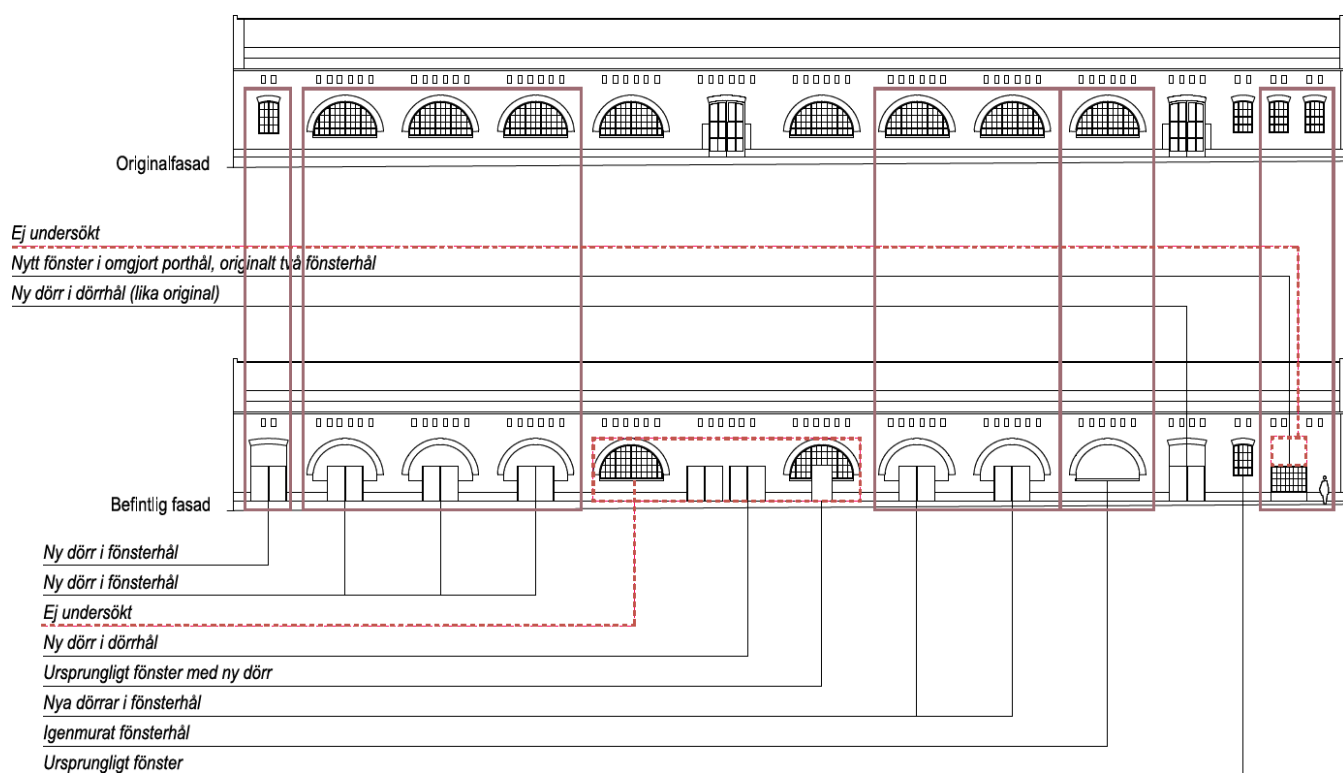 Originalfasad
Ej undersökt
Nytt fönster i omgjort porthål, originalt två fönsterhål
Ny dörr i dörrhål (lika original)
Befintlig fasad
Ny dörr i fönsterhål
Ny dörr i fönsterhål
Ej undersökt
Ny dörr i dörrhål
Ursprungligt fönster med ny dörr
Nya dörrar i fönsterhål
Igenmurat fönsterhål
Ursprungligt fönster